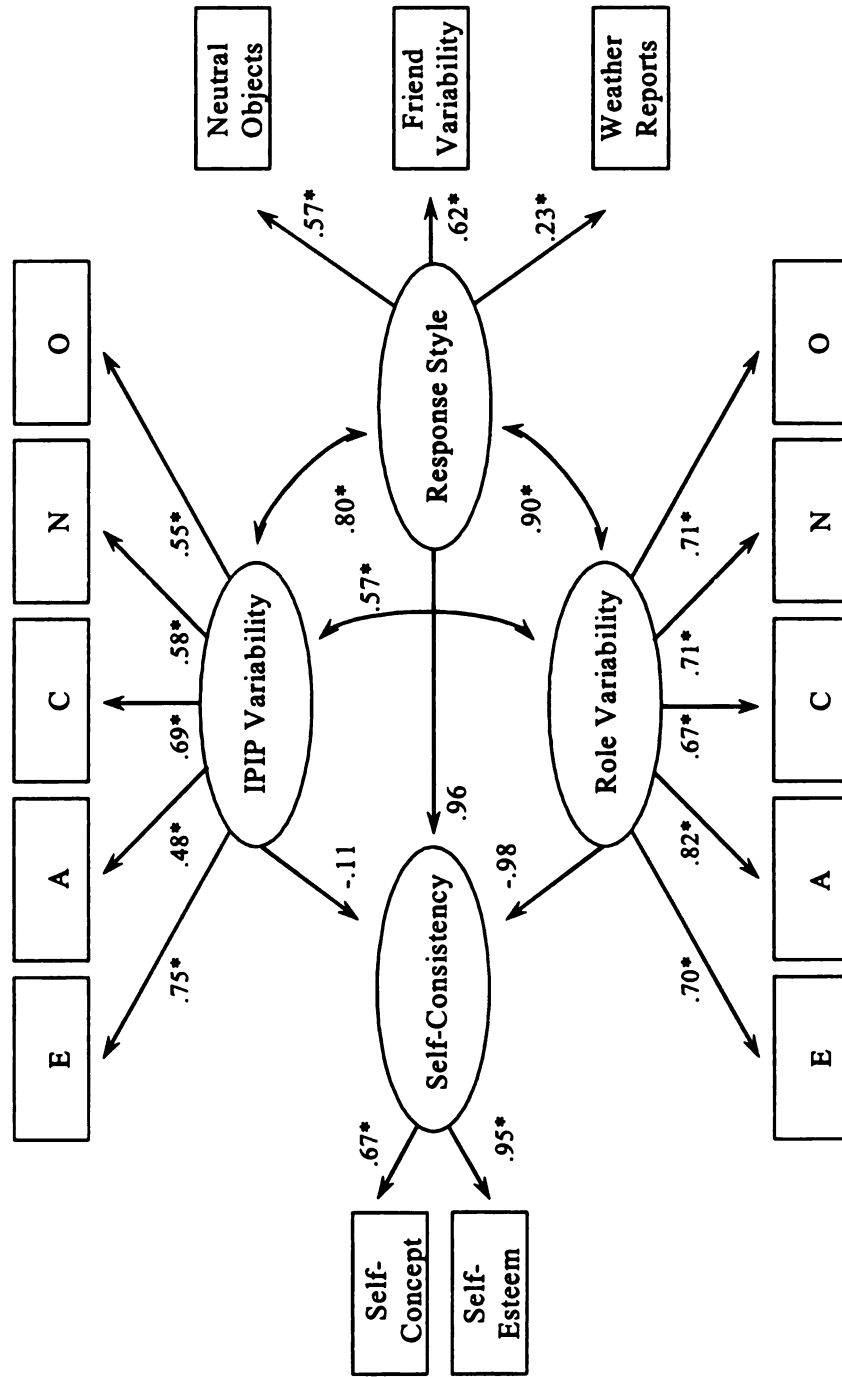 Neutral
Objects
Friend
Variability
Weather
Reports
.57*
.62*
.23*
Response Style
O
N
C
A
E
.55*
.58*
.69*
.48*
.75*
IPIP Variability
.80*
.90*
.57*
.96
-.11
-.98
Role Variability
.71*
.71*
.67*
.82*
.70*
O
N
C
A
E
Self-Consistency
.67*
.95*
Self-
Concept
Self-
Esteem